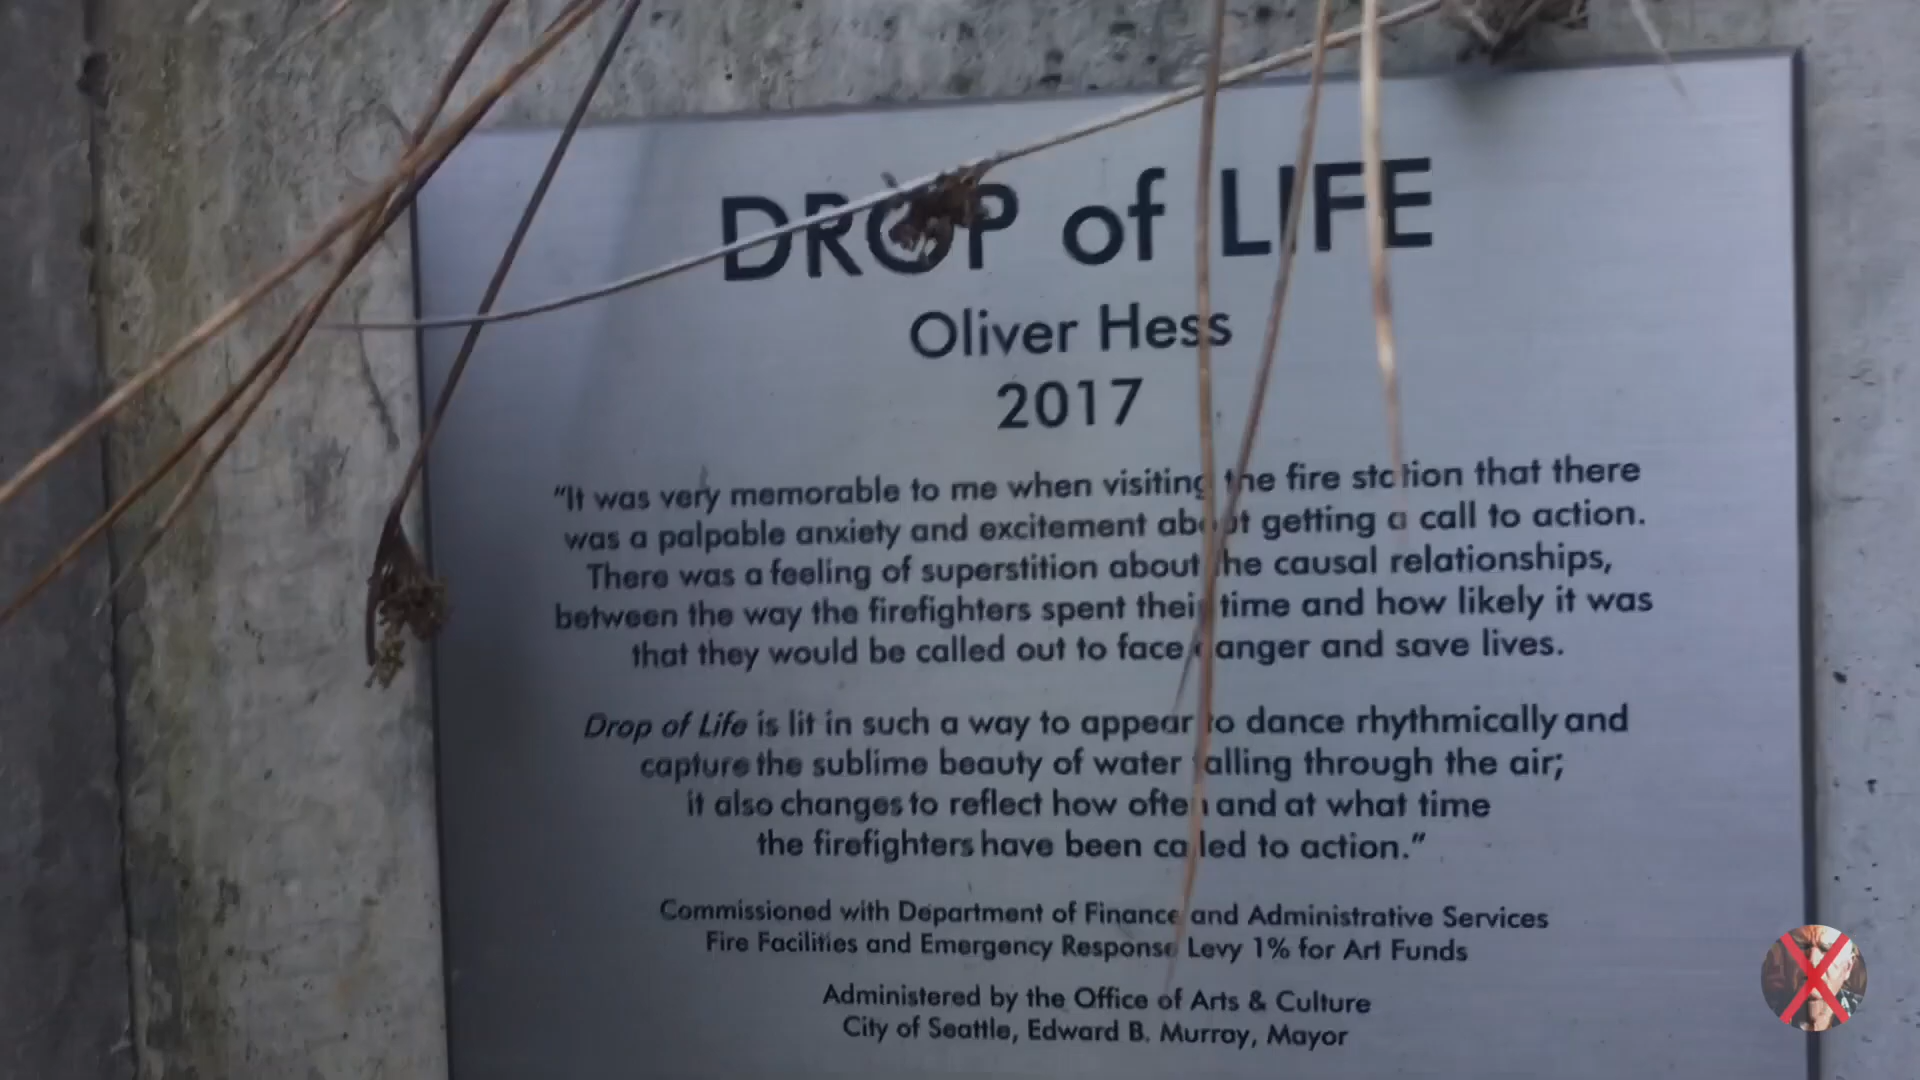 DROP of LIFE
Oliver Hess
2017
“It was very memorable to me when visiting the fire station that there
was a palpable anxiety and excitement about getting a call to action.
There was a feeling of superstition about the causal relationships,
between the way the firefighters spent their time and how likely it was
that they would be called out to face danger and save lives.
Drop of Life is lit in such a way to appear to dance rhythmically and
capture the sublime beauty of water falling through the air;
it also changes to reflect how often and at what time
the firefighters have been called to action.”
Commissioned with Department of Finance and Administrative Services
Fire Facilities and Emergency Response Levy 1% for Art Funds
Administered by the Office of Arts & Culture
City of Seattle, Edward B. Murray, Mayor